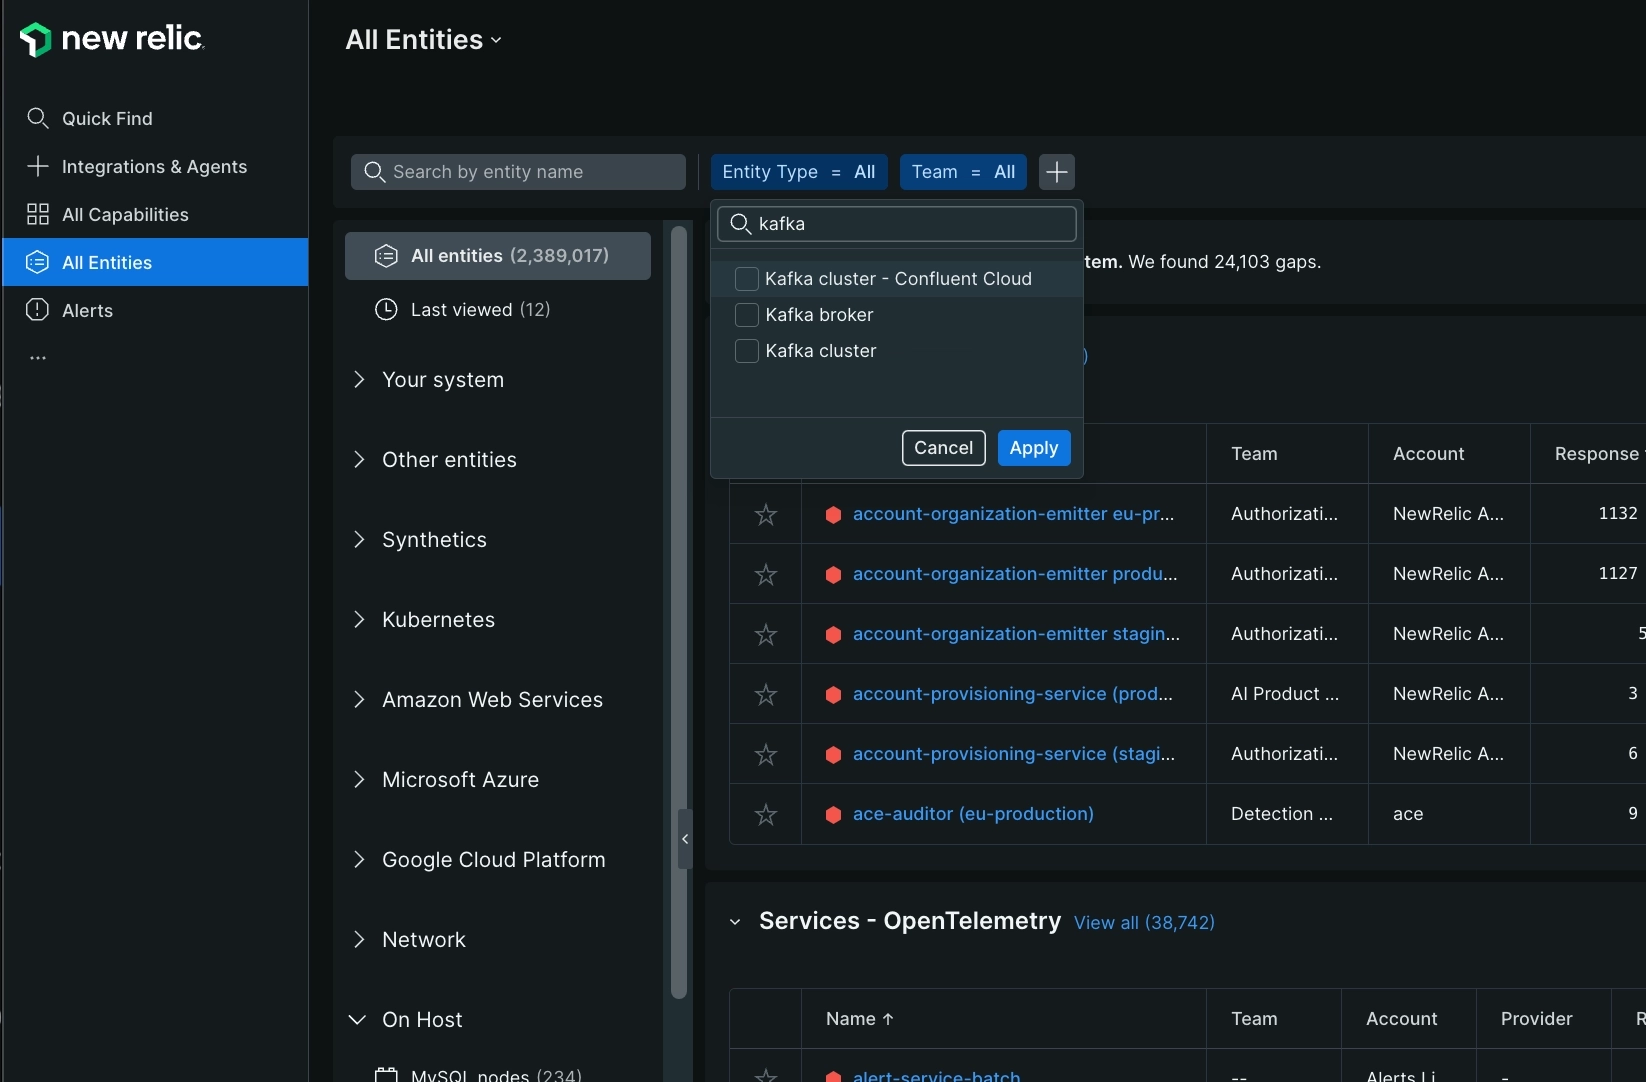 new relic
All Entities
Quick Find
Integrations & Agents
All Capabilities
All Entities
Alerts
...
Search by entity name
Entity Type = All
Team = All
kafka
Kafka cluster - Confluent Cloud
Kafka broker
Kafka cluster
Cancel
Apply
All entities (2,389,017)
Last viewed (12)
Your system
Other entities
Synthetics
Kubernetes
Amazon Web Services
Microsoft Azure
Google Cloud Platform
Network
On Host
MySQL nodes (234)
tem. We found 24,103 gaps.
)
Team Account Response
account-organization-emitter eu-pr... Authorizati... NewRelic A... 1132
account-organization-emitter produ... Authorizati... NewRelic A... 1127
account-organization-emitter stagin... Authorizati... NewRelic A... 5
account-provisioning-service (prod... AI Product ... NewRelic A... 3
account-provisioning-service (stagi... Authorizati... NewRelic A... 6
ace-auditor (eu-production) Detection ... ace 9
Services - OpenTelemetry View all (38,742)
Name ↑ Team Account Provider R
alert-service-batch -- Alerts Li... -